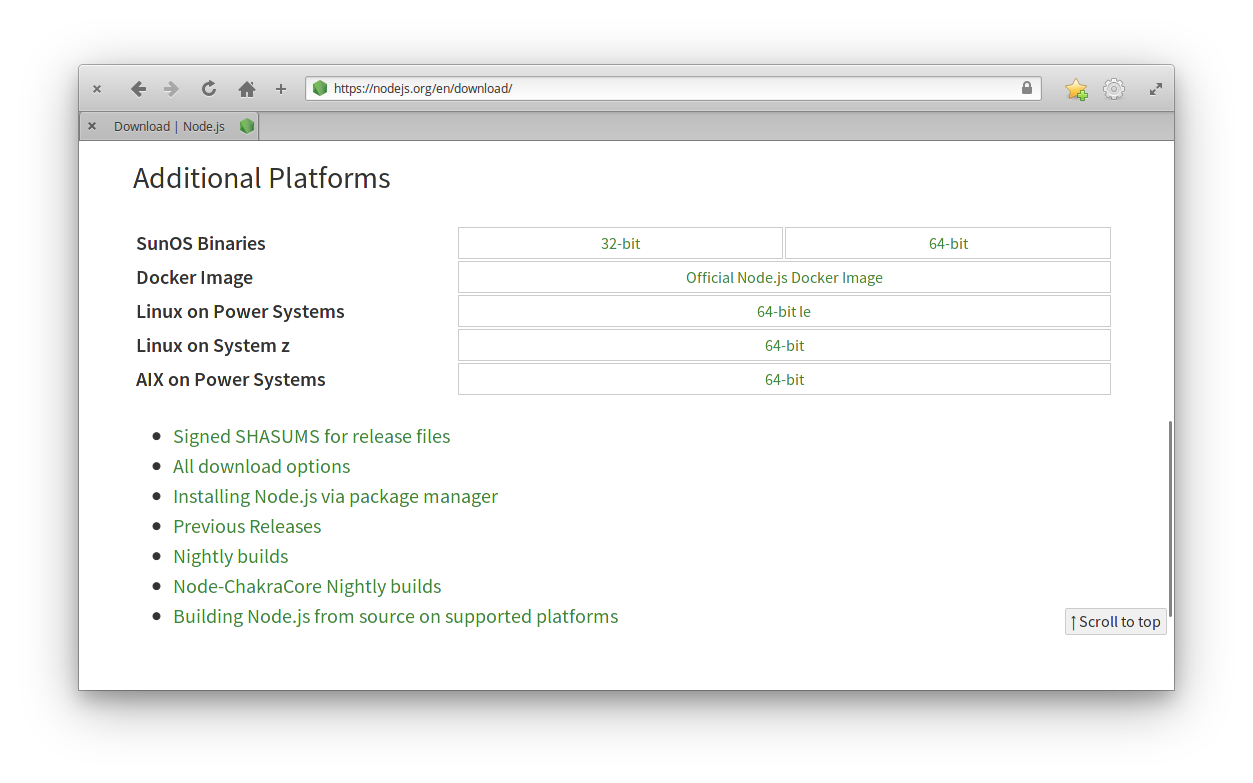 https://nodejs.org/en/download/
Download | Node.js
Additional Platforms
SunOS Binaries 32-bit 64-bit
Docker Image Official Node.js Docker Image
Linux on Power Systems 64-bit le
Linux on System z 64-bit
AIX on Power Systems 64-bit
Signed SHASUMS for release files
All download options
Installing Node.js via package manager
Previous Releases
Nightly builds
Node-ChakraCore Nightly builds
Building Node.js from source on supported platforms
↑ Scroll to top